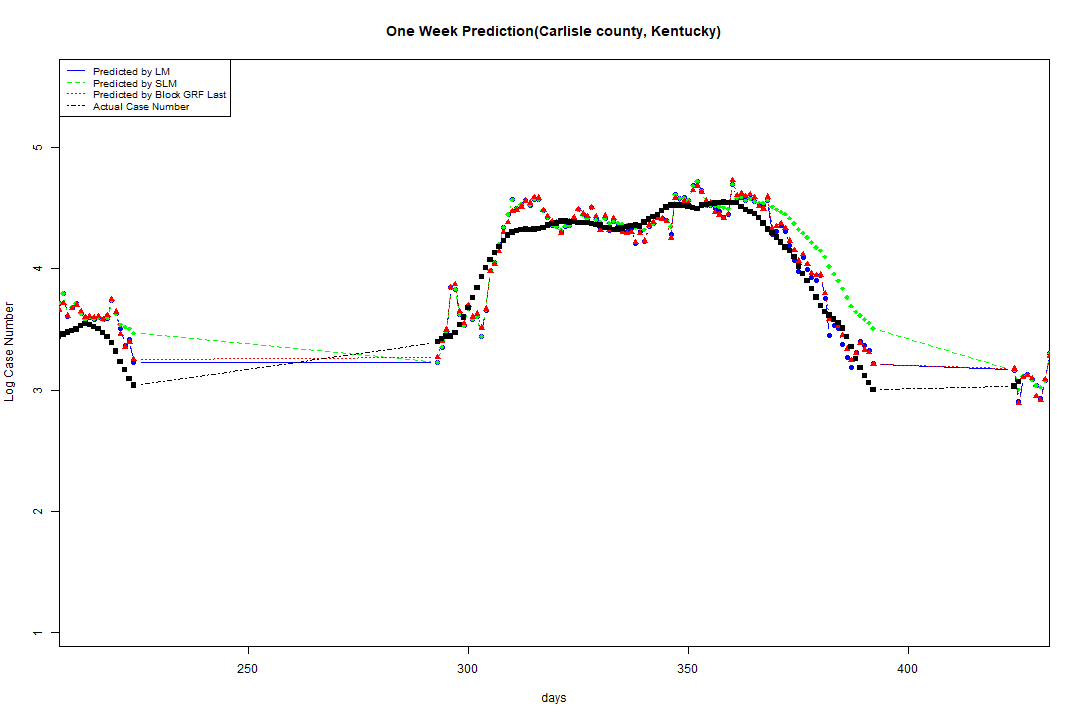 One Week Prediction(Carlisle county, Kentucky)
Predicted by LM
Predicted by SLM
Predicted by Block GRF Last
Actual Case Number
5
4
3
2
1
Log Case Number
250
300
350
400
days